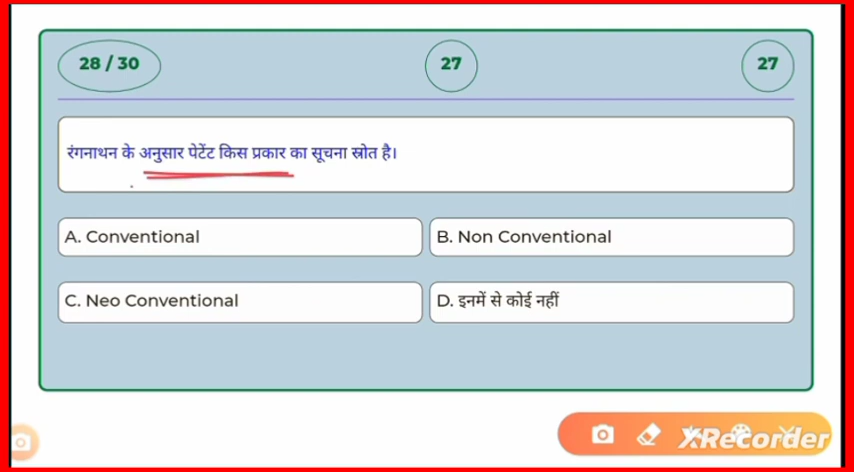 28 / 30
27
27
रंगनाथन के अनुसार पेटेंट किस प्रकार का सूचना स्त्रोत है।
A. Conventional
B. Non Conventional
C. Neo Conventional
D. इनमें से कोई नहीं
XRecorder